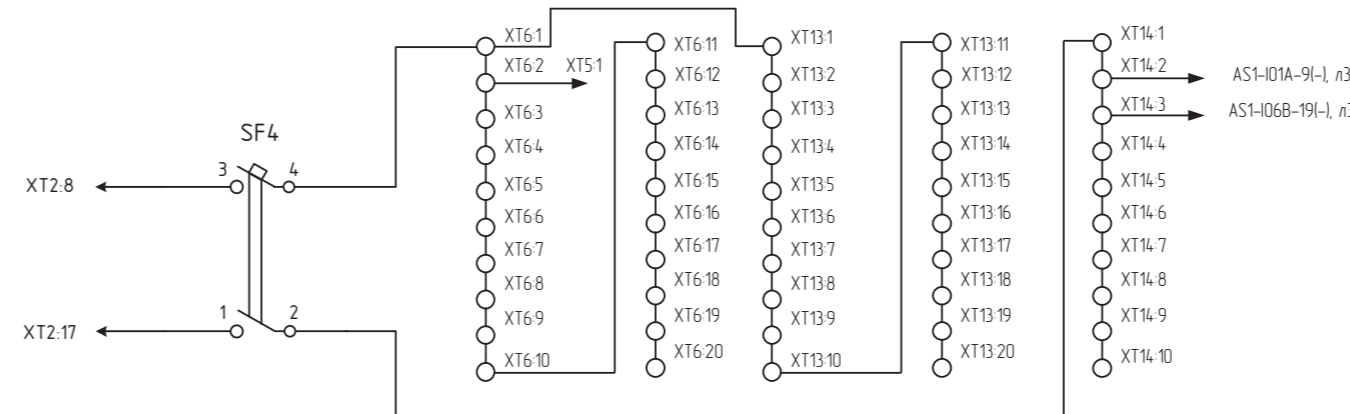 SF4
XT2:8
3
4
XT2:17
1
2
XT6:1
XT6:2
XT5:1
XT6:3
XT6:4
XT6:5
XT6:6
XT6:7
XT6:8
XT6:9
XT6:10
XT6:11
XT6:12
XT6:13
XT6:14
XT6:15
XT6:16
XT6:17
XT6:18
XT6:19
XT6:20
XT13:1
XT13:2
XT13:3
XT13:4
XT13:5
XT13:6
XT13:7
XT13:8
XT13:9
XT13:10
XT13:11
XT13:12
XT13:13
XT13:14
XT13:15
XT13:16
XT13:17
XT13:18
XT13:19
XT13:20
XT14:1
XT14:2
AS1-I01A-9(-), л3
XT14:3
AS1-I06B-19(-), л3
XT14:4
XT14:5
XT14:6
XT14:7
XT14:8
XT14:9
XT14:10